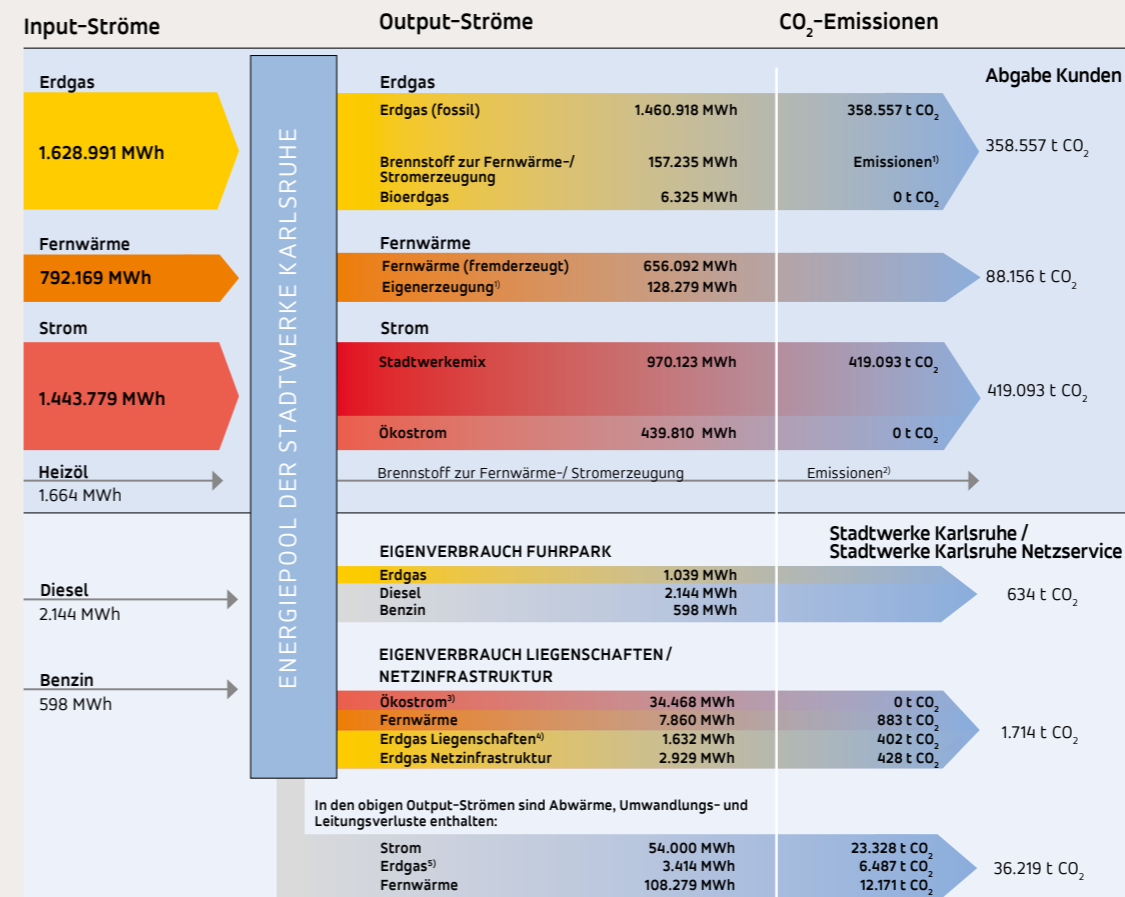 Input-Ströme
Output-Ströme
CO₂-Emissionen
Abgabe Kunden
Erdgas
1.628.991 MWh
Fernwärme
792.169 MWh
Strom
1.443.779 MWh
Heizöl
1.664 MWh
Diesel
2.144 MWh
Benzin
598 MWh
ENERGIEPOOL DER STADTWERKE KARLSRUHE
Erdgas
Erdgas (fossil) 1.460.918 MWh 358.557 t CO₂
358.557 t CO₂
Brennstoff zur Fernwärme-/ 157.235 MWh Emissionen¹⁾
Stromerzeugung
Bioerdgas 6.325 MWh 0 t CO₂
Fernwärme
Fernwärme (fremderzeugt) 656.092 MWh
Eigenerzeugung¹⁾ 128.279 MWh
88.156 t CO₂
Strom
Stadtwerkemix 970.123 MWh 419.093 t CO₂
419.093 t CO₂
Ökostrom 439.810 MWh 0 t CO₂
Brennstoff zur Fernwärme-/ Stromerzeugung Emissionen²⁾
Stadtwerke Karlsruhe /
Stadtwerke Karlsruhe Netzservice
EIGENVERBRAUCH FUHRPARK
Erdgas 1.039 MWh
Diesel 2.144 MWh
Benzin 598 MWh
634 t CO₂
EIGENVERBRAUCH LIEGENSCHAFTEN/
NETZINFRASTRUKTUR
Ökostrom³⁾ 34.468 MWh 0 t CO₂
Fernwärme 7.860 MWh 883 t CO₂
Erdgas Liegenschaften⁴⁾ 1.632 MWh 402 t CO₂
Erdgas Netzinfrastruktur 2.929 MWh 428 t CO₂
1.714 t CO₂
In den obigen Output-Strömen sind Abwärme, Umwandlungs- und
Leitungsverluste enthalten:
Strom 54.000 MWh 23.328 t CO₂
Erdgas⁵⁾ 3.414 MWh 6.487 t CO₂
Fernwärme 108.279 MWh 12.171 t CO₂
36.219 t CO₂